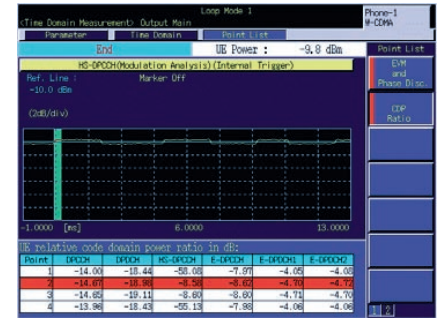 Loop Mode 1
Phone-1
W-CDMA
<Time Domain Measurement> Output Main
Parameter Time Domain Point List
End UE Power : -9.8 dBm
Point List
HS-DPCCH(Modulation Analysis)(Internal Trigger)
EVM
and
Phase Disc.
Ref. Line : Marker Off
-10.0 dBm
CDP
Ratio
(2dB/div)
-1.0000 [ms] 6.0000 13.0000
UE relative code domain power ratio in dB:
Point DPCCH DPDCH HS-DPCCH E-DPCCH E-DPDCH1 E-DPDCH2
1 -14.00 -18.44 -58.08 -7.97 -4.05 -4.08
2 -14.67 -18.98 -8.58 -8.62 -4.70 -4.72
3 -14.65 -19.11 -8.60 -8.60 -4.71 -4.70
4 -13.96 -18.43 -55.13 -7.98 -4.06 -4.06
1 2